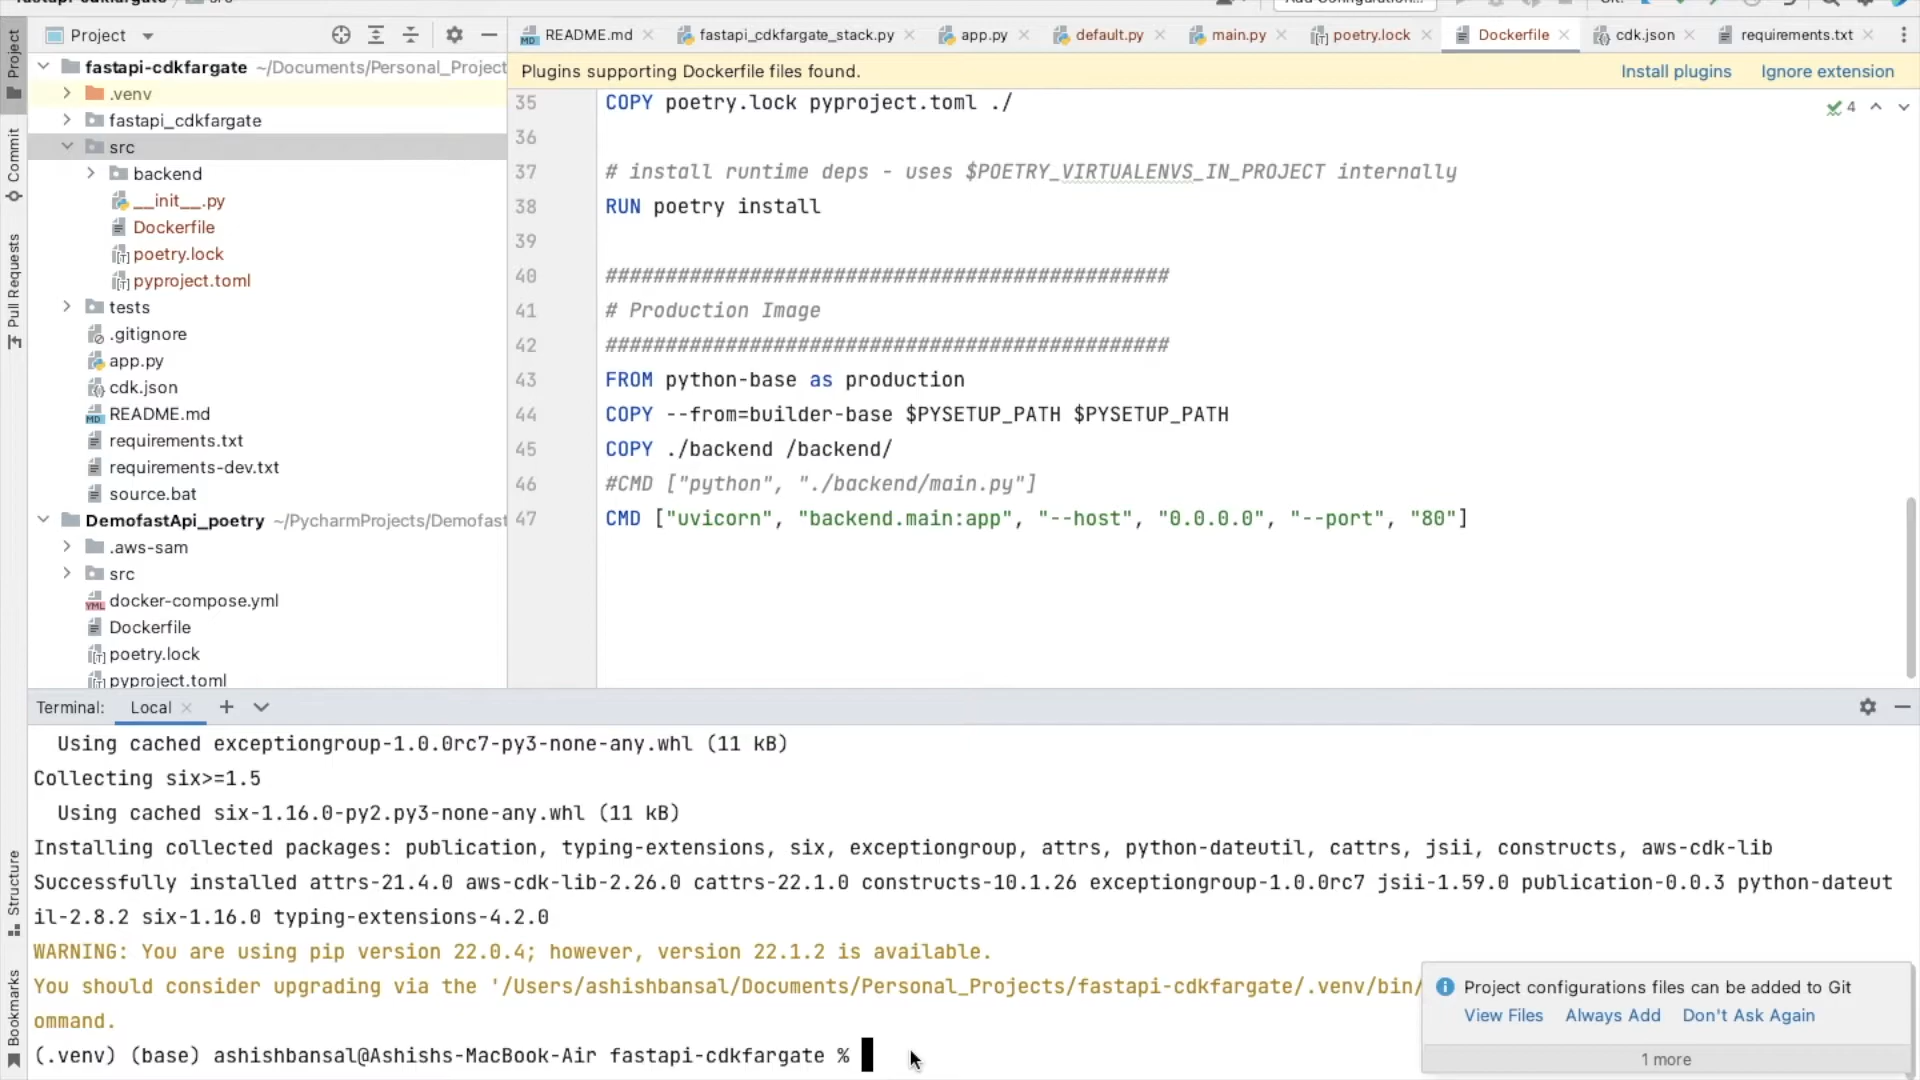 Project
README.md
fastapi_cdkfargate_stack.py
app.py
default.py
main.py
poetry.lock
Dockerfile
cdk.json
requirements.txt
Plugins supporting Dockerfile files found.
Install plugins
Ignore extension
Project
Commit
Pull Requests
Structure
Bookmarks
fastapi-cdkfargate ~/Documents/Personal_Project
.venv
fastapi_cdkfargate
src
backend
__init__.py
Dockerfile
poetry.lock
pyproject.toml
tests
.gitignore
app.py
cdk.json
README.md
requirements.txt
requirements-dev.txt
source.bat
DemofastApi_poetry ~/PycharmProjects/Demofast
.aws-sam
src
docker-compose.yml
Dockerfile
poetry.lock
pyproject.toml
4
35 COPY poetry.lock pyproject.toml ./
36
37 # install runtime deps - uses $POETRY_VIRTUALENVS_IN_PROJECT internally
38 RUN poetry install
39
40 ###############################################
41 # Production Image
42 ###############################################
43 FROM python-base as production
44 COPY --from=builder-base $PYSETUP_PATH $PYSETUP_PATH
45 COPY ./backend /backend/
46 #CMD ["python", "./backend/main.py"]
47 CMD ["uvicorn", "backend.main:app", "--host", "0.0.0.0", "--port", "80"]
Terminal: Local
Using cached exceptiongroup-1.0.0rc7-py3-none-any.whl (11 kB)
Collecting six>=1.5
Using cached six-1.16.0-py2.py3-none-any.whl (11 kB)
Installing collected packages: publication, typing-extensions, six, exceptiongroup, attrs, python-dateutil, cattrs, jsii, constructs, aws-cdk-lib
Successfully installed attrs-21.4.0 aws-cdk-lib-2.26.0 cattrs-22.1.0 constructs-10.1.26 exceptiongroup-1.0.0rc7 jsii-1.59.0 publication-0.0.3 python-dateut
il-2.8.2 six-1.16.0 typing-extensions-4.2.0
WARNING: You are using pip version 22.0.4; however, version 22.1.2 is available.
You should consider upgrading via the '/Users/ashishbansal/Documents/Personal_Projects/fastapi-cdkfargate/.venv/bin/
ommand.
(.venv) (base) ashishbansal@Ashishs-MacBook-Air fastapi-cdkfargate %
Project configurations files can be added to Git
View Files Always Add Don't Ask Again
1 more